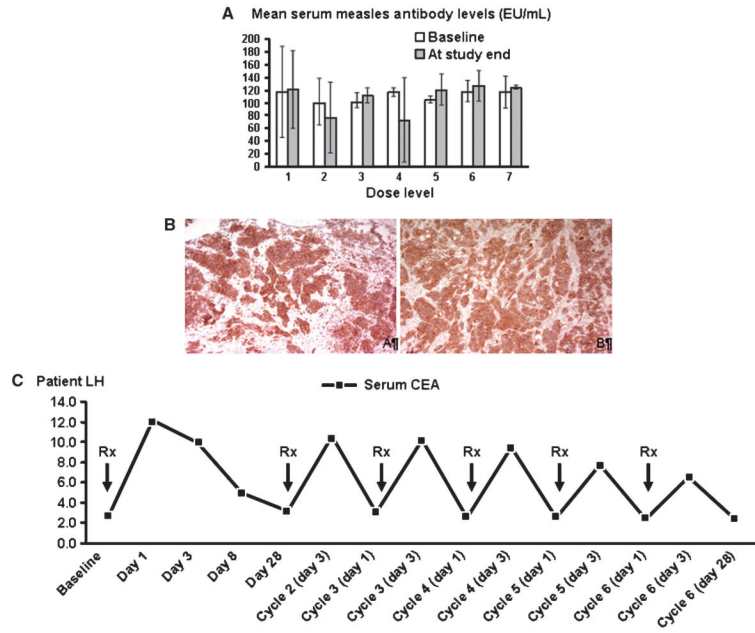 A Mean serum measles antibody levels (EU/mL)
Baseline
At study end
200
180
160
140
120
100
80
60
40
20
0
1 2 3 4 5 6 7
Dose level
B
A¶ B¶
C Patient LH
Serum CEA
14.0
12.0
10.0
8.0
6.0
4.0
2.0
0.0
Rx Rx Rx Rx Rx Rx
Baseline
Day 1
Day 3
Day 8
Day 28
Cycle 2 (day 3)
Cycle 3 (day 1)
Cycle 3 (day 3)
Cycle 4 (day 1)
Cycle 4 (day 3)
Cycle 5 (day 1)
Cycle 5 (day 3)
Cycle 6 (day 1)
Cycle 6 (day 3)
Cycle 6 (day 28)